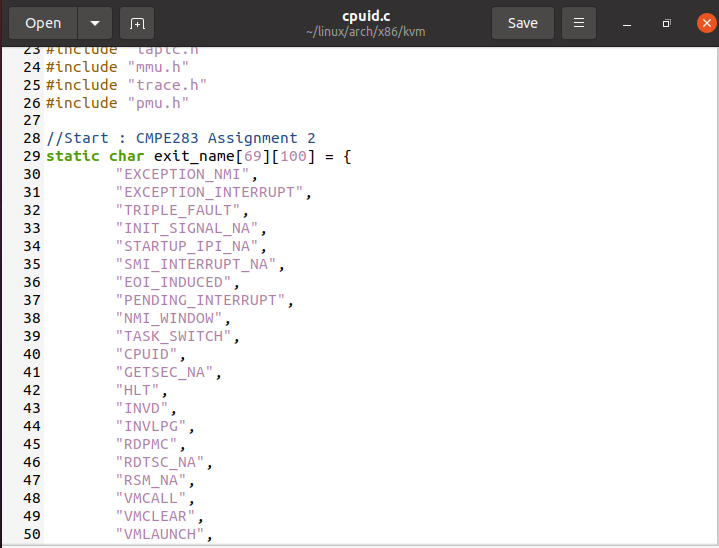 Open
cpuid.c
~/linux/arch/x86/kvm
Save
23 #include "lapic.h"
24 #include "mmu.h"
25 #include "trace.h"
26 #include "pmu.h"
27
28 //Start : CMPE283 Assignment 2
29 static char exit_name[69][100] = {
30 "EXCEPTION_NMI",
31 "EXCEPTION_INTERRUPT",
32 "TRIPLE_FAULT",
33 "INIT_SIGNAL_NA",
34 "STARTUP_IPI_NA",
35 "SMI_INTERRUPT_NA",
36 "EOI_INDUCED",
37 "PENDING_INTERRUPT",
38 "NMI_WINDOW",
39 "TASK_SWITCH",
40 "CPUID",
41 "GETSEC_NA",
42 "HLT",
43 "INVD",
44 "INVLPG",
45 "RDPMC",
46 "RDTSC_NA",
47 "RSM_NA",
48 "VMCALL",
49 "VMCLEAR",
50 "VMLAUNCH",